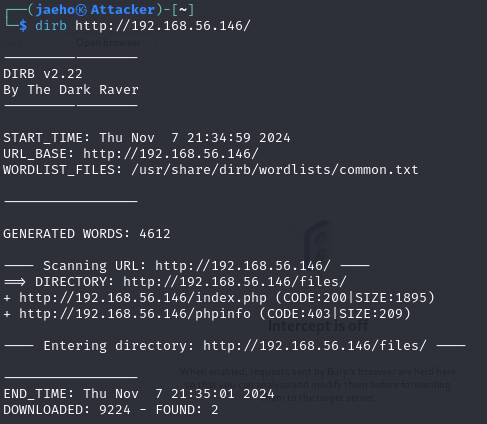 ┌──(jaeho㉿Attacker)-[~]
└─$ dirb http://192.168.56.146/
Open browser
-----------------
DIRB v2.22
By The Dark Raver
-----------------
START_TIME: Thu Nov  7 21:34:59 2024
URL_BASE: http://192.168.56.146/
WORDLIST_FILES: /usr/share/dirb/wordlists/common.txt
-----------------
GENERATED WORDS: 4612
---- Scanning URL: http://192.168.56.146/ ----
==> DIRECTORY: http://192.168.56.146/files/
+ http://192.168.56.146/index.php (CODE:200|SIZE:1895)
+ http://192.168.56.146/phpinfo (CODE:403|SIZE:209)
Intercept is off
---- Entering directory: http://192.168.56.146/files/ ----
When enabled, requests sent by Burp's browser are held here
-----------------
so that you can analyze and modify them before forwarding
END_TIME: Thu Nov  7 21:35:01 2024
them to the target server.
DOWNLOADED: 9224 - FOUND: 2